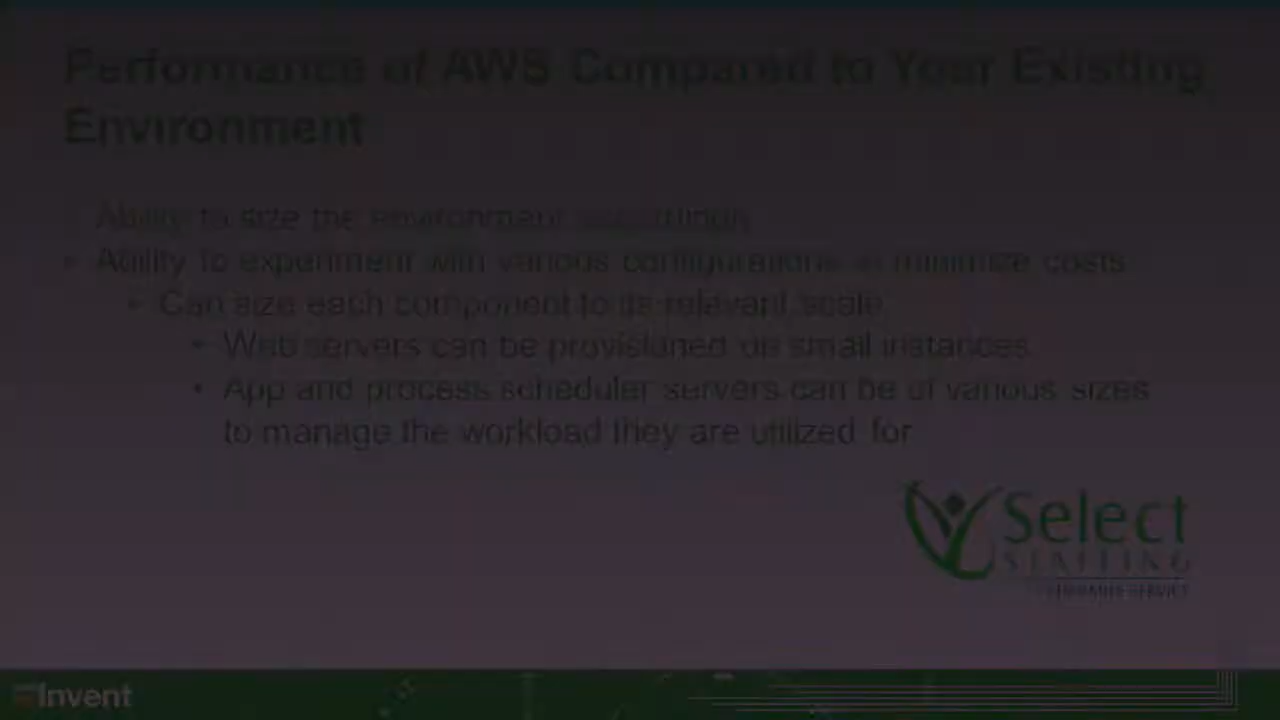 Performance of AWS Compared to Your Existing
Environment
Ability to size the environment
• Ability to experiment with various configurations to minimize costs
• Can size each component to its relevant scale
• Web servers can be provisioned on small instances
• App and process scheduler servers can be of various sizes
to manage the workload they are utilized for
Select
STAFFING
re:Invent